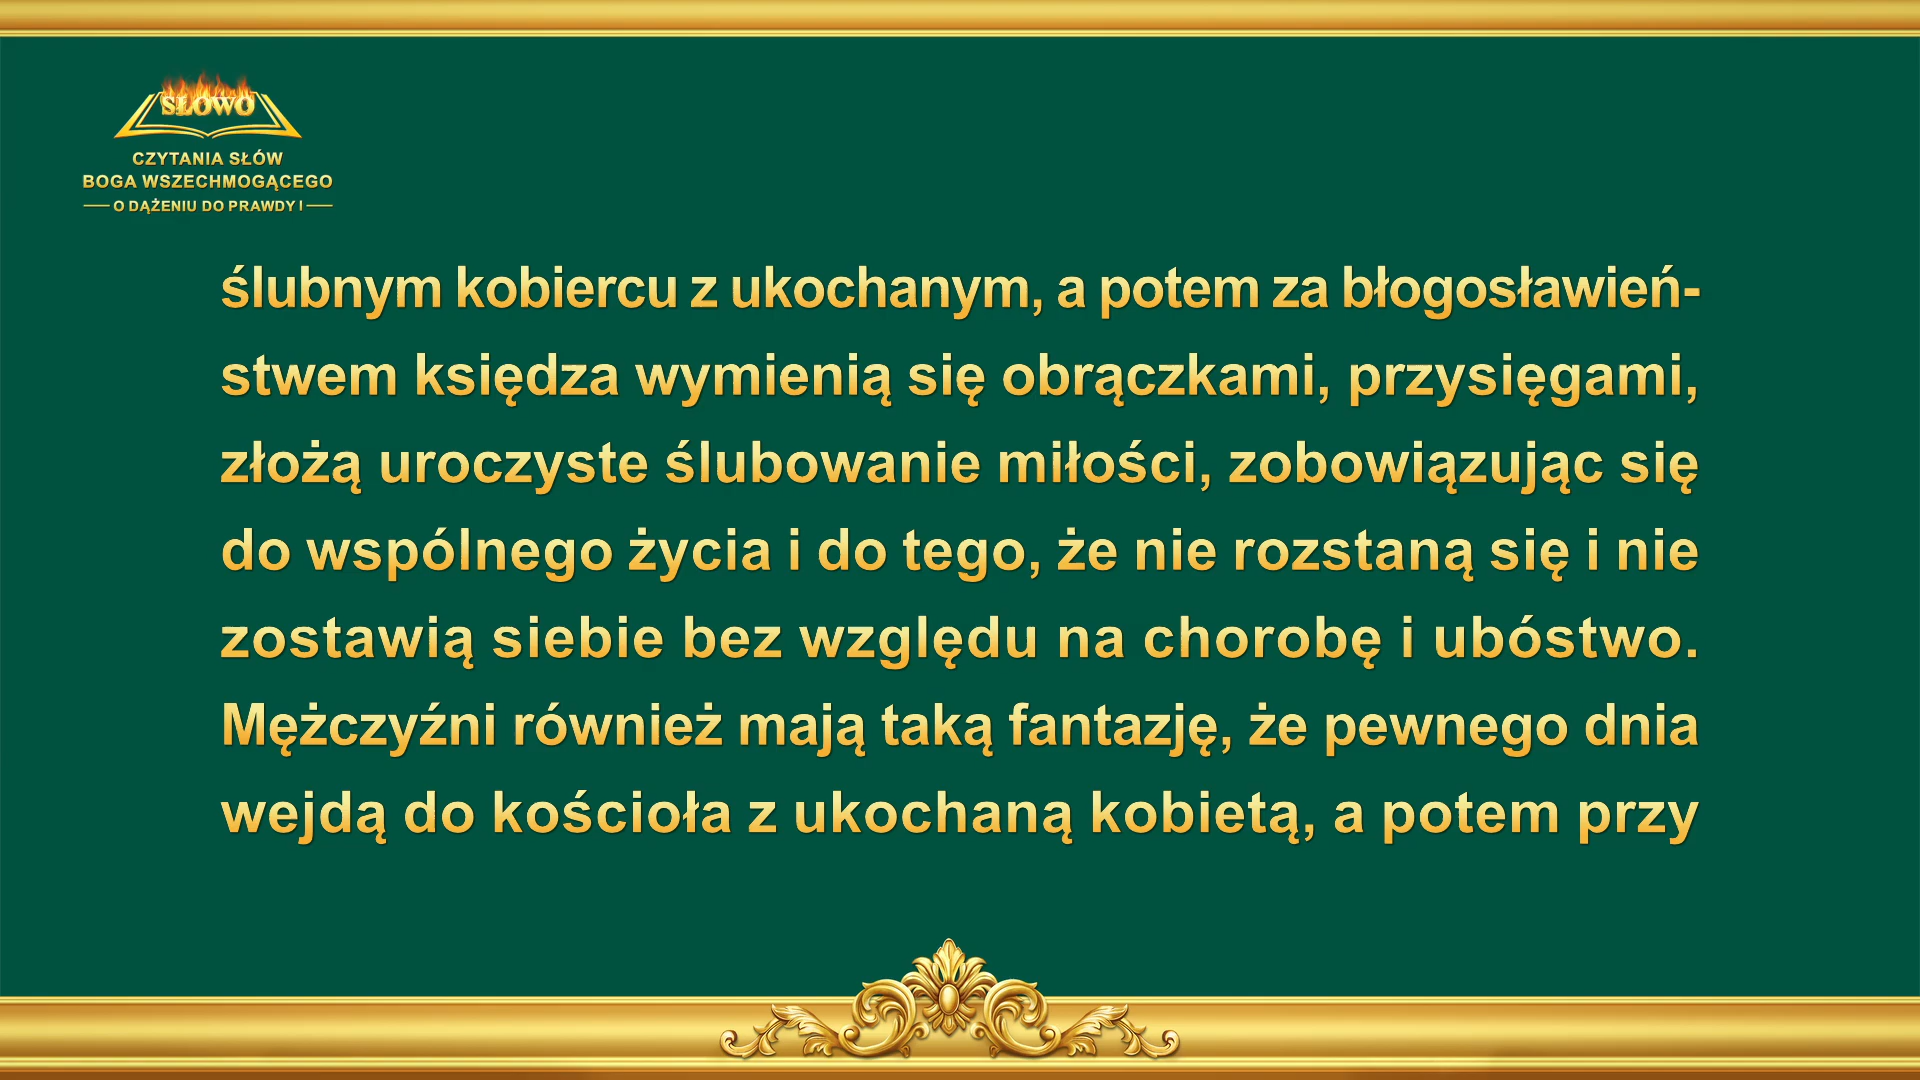 SŁOWO
CZYTANIA SŁÓW
BOGA WSZECHMOGĄCEGO
O DĄŻENIU DO PRAWDY I
ślubnym kobiercu z ukochanym, a potem za błogosławień-
stwem księdza wymienią się obrączkami, przysięgami,
złożą uroczyste ślubowanie miłości, zobowiązując się
do wspólnego życia i do tego, że nie rozstaną się i nie
zostawią siebie bez względu na chorobę i ubóstwo.
Mężczyźni również mają taką fantazję, że pewnego dnia
wejdą do kościoła z ukochaną kobietą, a potem przy